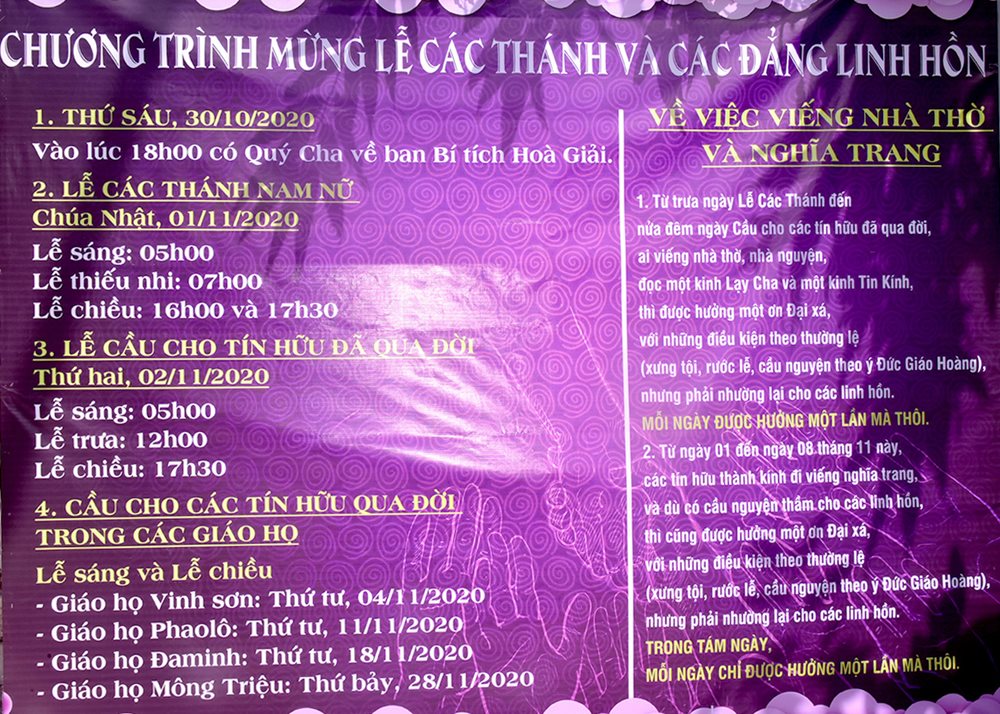 CHƯƠNG TRÌNH MỪNG LỄ CÁC THÁNH VÀ CÁC ĐẲNG LINH HỒN
1. THỨ SÁU, 30/10/2020
Vào lúc 18h00 có Quý Cha về ban Bí tích Hoà Giải.
2. LỄ CÁC THÁNH NAM NỮ
Chúa Nhật, 01/11/2020
Lễ sáng: 05h00
Lễ thiếu nhi: 07h00
Lễ chiều: 16h00 và 17h30
3. LỄ CẦU CHO TÍN HỮU ĐÃ QUA ĐỜI
Thứ hai, 02/11/2020
Lễ sáng: 05h00
Lễ trưa: 12h00
Lễ chiều: 17h30
4. CẦU CHO CÁC TÍN HỮU QUA ĐỜI
TRONG CÁC GIÁO HỌ
Lễ sáng và Lễ chiều
- Giáo họ Vinh sơn: Thứ tư, 04/11/2020
- Giáo họ Phaolô: Thứ tư, 11/11/2020
- Giáo họ Đaminh: Thứ tư, 18/11/2020
- Giáo họ Mông Triệu: Thứ bảy, 28/11/2020
VỀ VIỆC VIẾNG NHÀ THỜ
VÀ NGHĨA TRANG
1. Từ trưa ngày Lễ Các Thánh đến
nửa đêm ngày Cầu cho các tín hữu đã qua đời,
ai viếng nhà thờ, nhà nguyện,
đọc một kinh Lạy Cha và một kinh Tin Kính,
thì được hưởng một ơn Đại xá,
với những điều kiện theo thường lệ
(xưng tội, rước lễ, cầu nguyện theo ý Đức Giáo Hoàng),
nhưng phải nhường lại cho các linh hồn.
MỖI NGÀY ĐƯỢC HƯỞNG MỘT LẦN MÀ THÔI.
2. Từ ngày 01 đến ngày 08 tháng 11 này,
các tín hữu thành kính đi viếng nghĩa trang,
và dù có cầu nguyện thầm cho các linh hồn,
thì cũng được hưởng một ơn Đại xá,
với những điều kiện theo thường lệ
(xưng tội, rước lễ, cầu nguyện theo ý Đức Giáo Hoàng),
nhưng phải nhường lại cho các linh hồn.
TRONG TÁM NGÀY,
MỖI NGÀY CHỈ ĐƯỢC HƯỞNG MỘT LẦN MÀ THÔI.